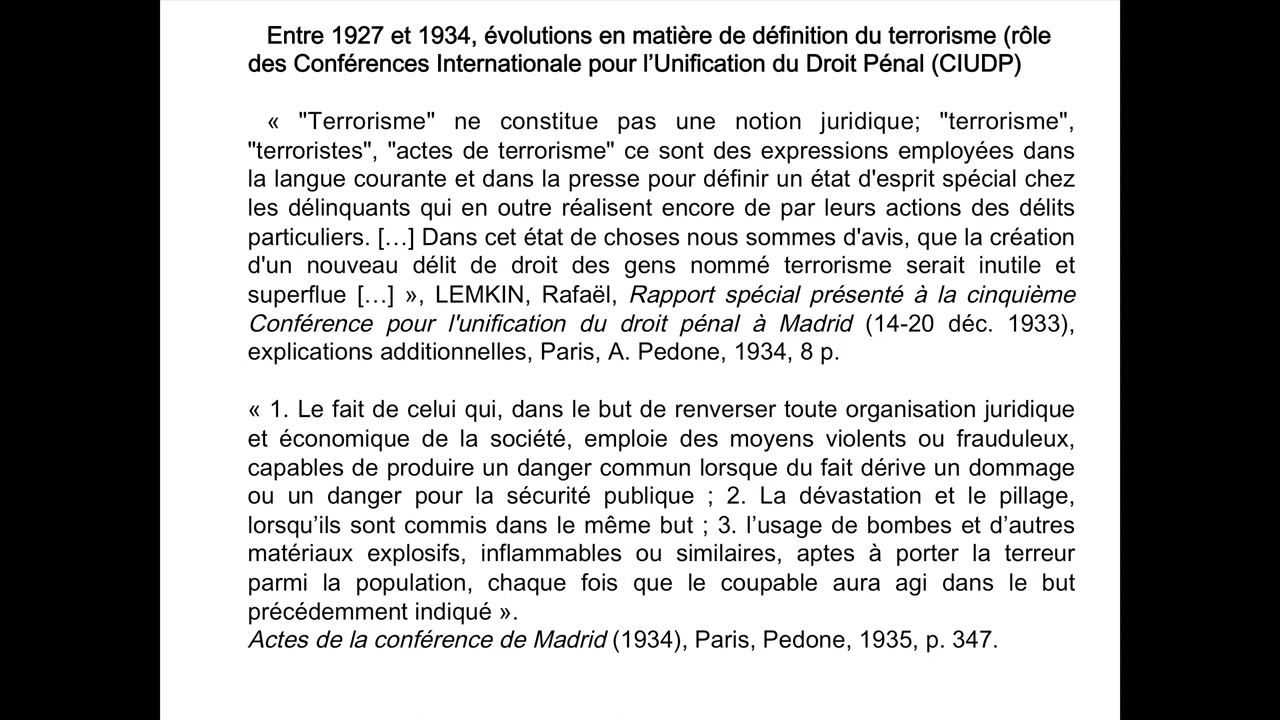 Entre 1927 et 1934, évolutions en matière de définition du terrorisme (rôle
des Conférences Internationale pour l’Unification du Droit Pénal (CIUDP)
« "Terrorisme" ne constitue pas une notion juridique; "terrorisme",
"terroristes", "actes de terrorisme" ce sont des expressions employées dans
la langue courante et dans la presse pour définir un état d'esprit spécial chez
les délinquants qui en outre réalisent encore de par leurs actions des délits
particuliers. […] Dans cet état de choses nous sommes d'avis, que la création
d'un nouveau délit de droit des gens nommé terrorisme serait inutile et
superflue […] », LEMKIN, Rafaël, Rapport spécial présenté à la cinquième
Conférence pour l'unification du droit pénal à Madrid (14-20 déc. 1933),
explications additionnelles, Paris, A. Pedone, 1934, 8 p.
« 1. Le fait de celui qui, dans le but de renverser toute organisation juridique
et économique de la société, emploie des moyens violents ou frauduleux,
capables de produire un danger commun lorsque du fait dérive un dommage
ou un danger pour la sécurité publique ; 2. La dévastation et le pillage,
lorsqu’ils sont commis dans le même but ; 3. l’usage de bombes et d’autres
matériaux explosifs, inflammables ou similaires, aptes à porter la terreur
parmi la population, chaque fois que le coupable aura agi dans le but
précédemment indiqué ».
Actes de la conférence de Madrid (1934), Paris, Pedone, 1935, p. 347.